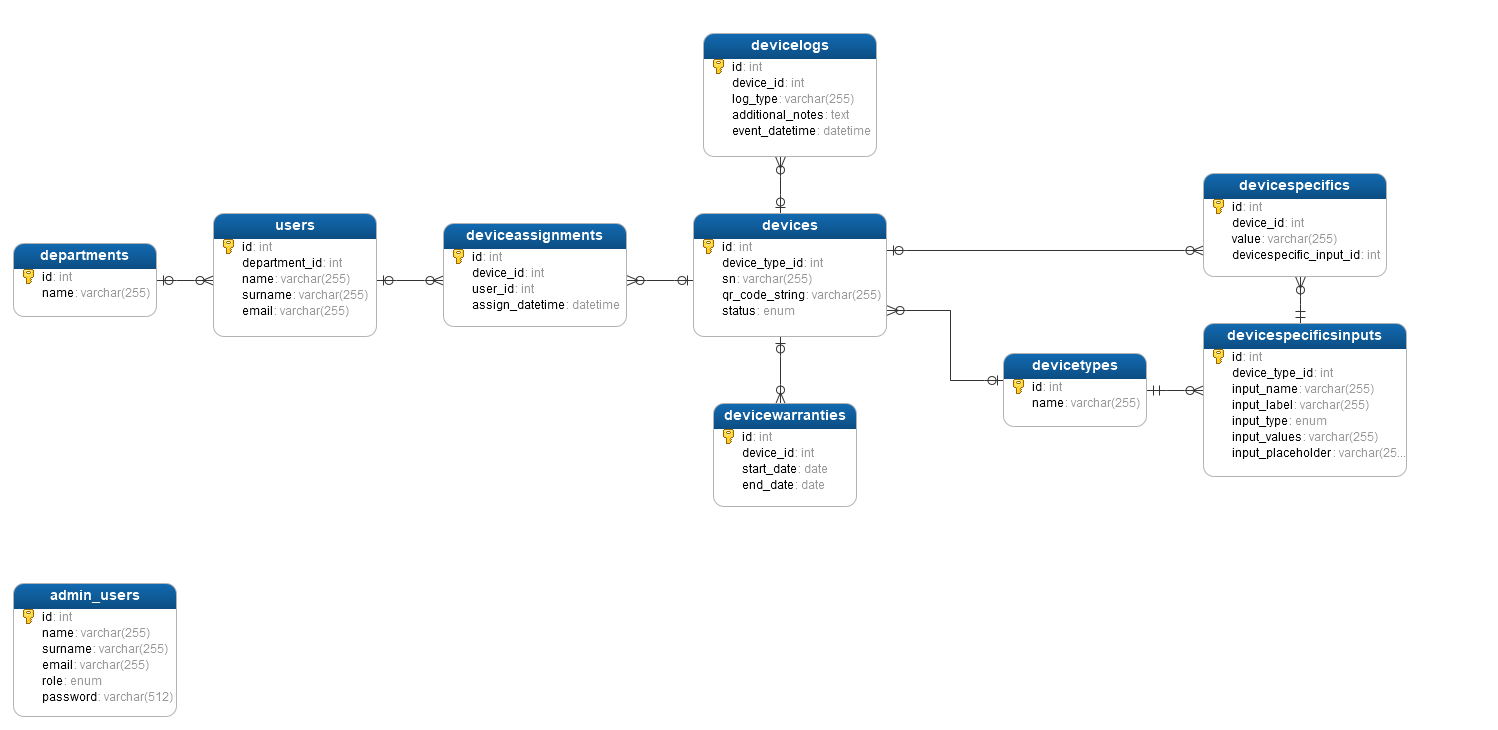 devicelogs
id: int
device_id: int
log_type: varchar(255)
additional_notes: text
event_datetime: datetime
departments
id: int
name: varchar(255)
users
id: int
department_id: int
name: varchar(255)
surname: varchar(255)
email: varchar(255)
deviceassignments
id: int
device_id: int
user_id: int
assign_datetime: datetime
devices
id: int
device_type_id: int
sn: varchar(255)
qr_code_string: varchar(255)
status: enum
devicespecifics
id: int
device_id: int
value: varchar(255)
devicespecific_input_id: int
devicewarranties
id: int
device_id: int
start_date: date
end_date: date
devicetypes
id: int
name: varchar(255)
devicespecificsinputs
id: int
device_type_id: int
input_name: varchar(255)
input_label: varchar(255)
input_type: enum
input_values: varchar(255)
input_placeholder: varchar(25...
admin_users
id: int
name: varchar(255)
surname: varchar(255)
email: varchar(255)
role: enum
password: varchar(512)